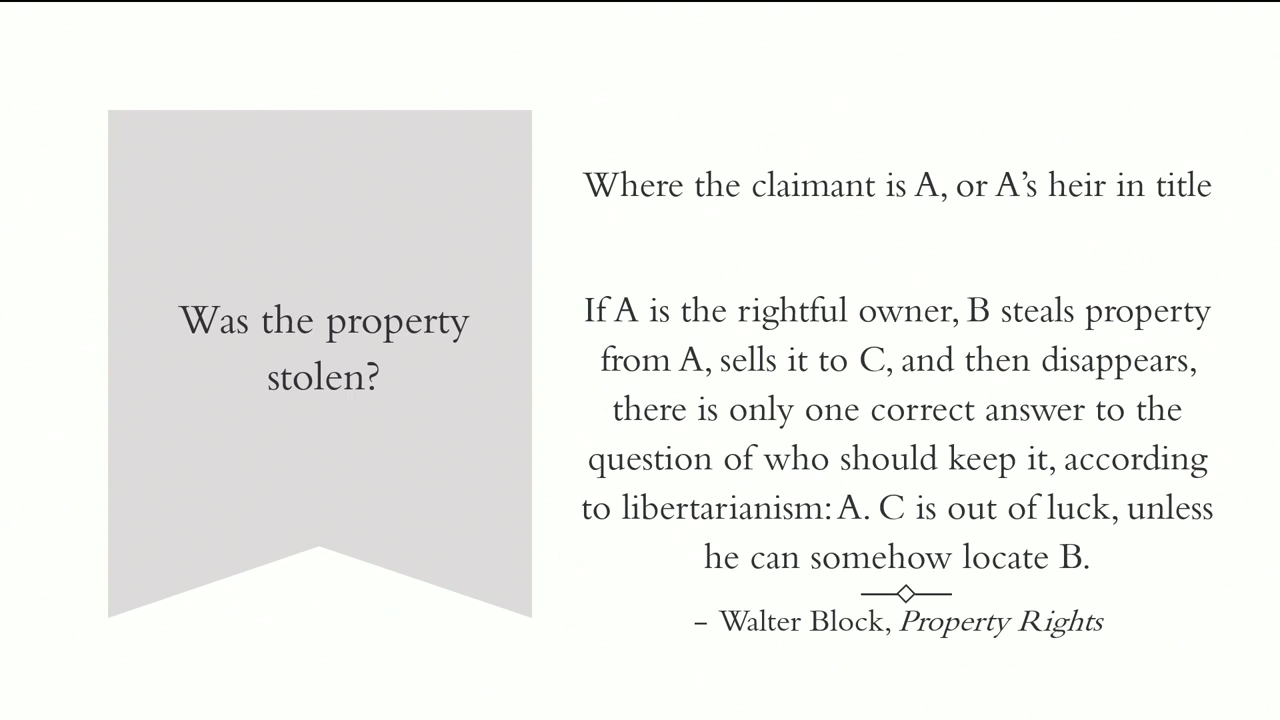 Was the property
stolen?
Where the claimant is A, or A’s heir in title
If A is the rightful owner, B steals property
from A, sells it to C, and then disappears,
there is only one correct answer to the
question of who should keep it, according
to libertarianism: A. C is out of luck, unless
he can somehow locate B.
– Walter Block, Property Rights